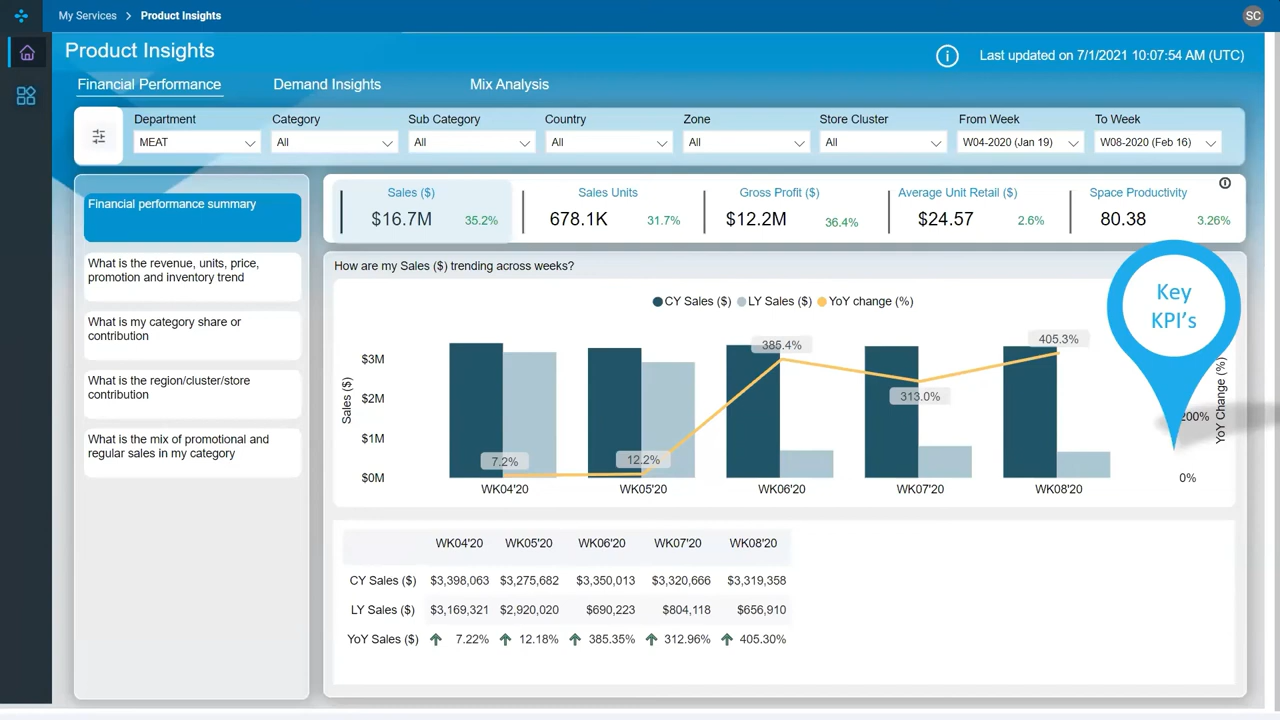 My Services > Product Insights
SC
Product Insights
Last updated on 7/1/2021 10:07:54 AM (UTC)
Financial Performance
Demand Insights
Mix Analysis
Department
Category
Sub Category
Country
Zone
Store Cluster
From Week
To Week
MEAT
All
All
All
All
All
W04-2020 (Jan 19)
W08-2020 (Feb 16)
Financial performance summary
What is the revenue, units, price,
promotion and inventory trend
What is my category share or
contribution
What is the region/cluster/store
contribution
What is the mix of promotional and
regular sales in my category
Sales ($)
$16.7M 35.2%
Sales Units
678.1K 31.7%
Gross Profit ($)
$12.2M 36.4%
Average Unit Retail ($)
$24.57 2.6%
Space Productivity
80.38 3.26%
How are my Sales ($) trending across weeks?
CY Sales ($) LY Sales ($) YoY change (%)
Key
KPI's
Sales ($)
$3M
$2M
$1M
$0M
7.2%
12.2%
385.4%
313.0%
405.3%
200%
0%
YoY Change (%)
WK04'20 WK05'20 WK06'20 WK07'20 WK08'20
WK04'20 WK05'20 WK06'20 WK07'20 WK08'20
CY Sales ($) $3,398,063 $3,275,682 $3,350,013 $3,320,666 $3,319,358
LY Sales ($) $3,169,321 $2,920,020 $690,223 $804,118 $656,910
YoY Sales ($) 7.22% 12.18% 385.35% 312.96% 405.30%